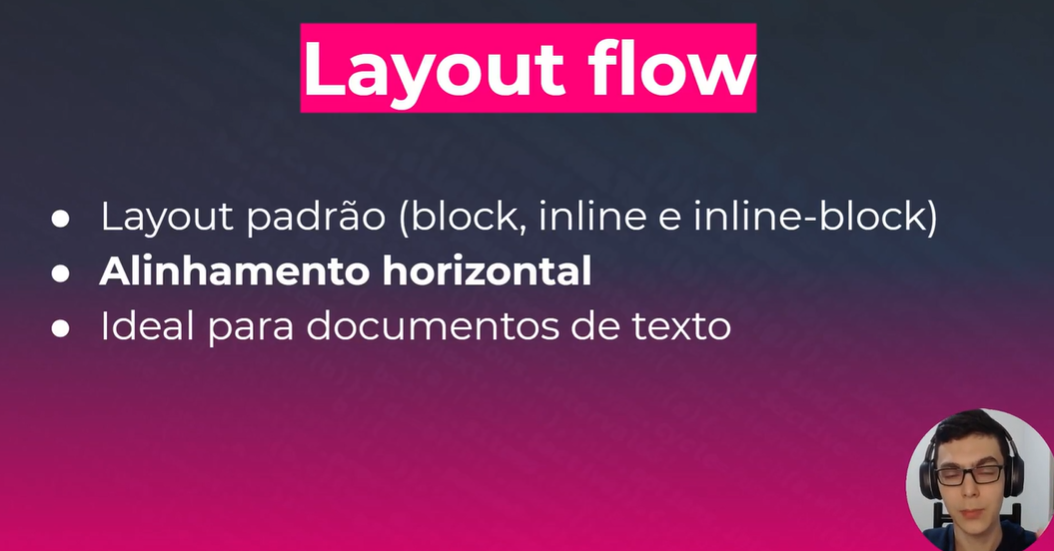 Layout flow
● Layout padrão (block, inline e inline-block)
● Alinhamento horizontal
● Ideal para documentos de texto